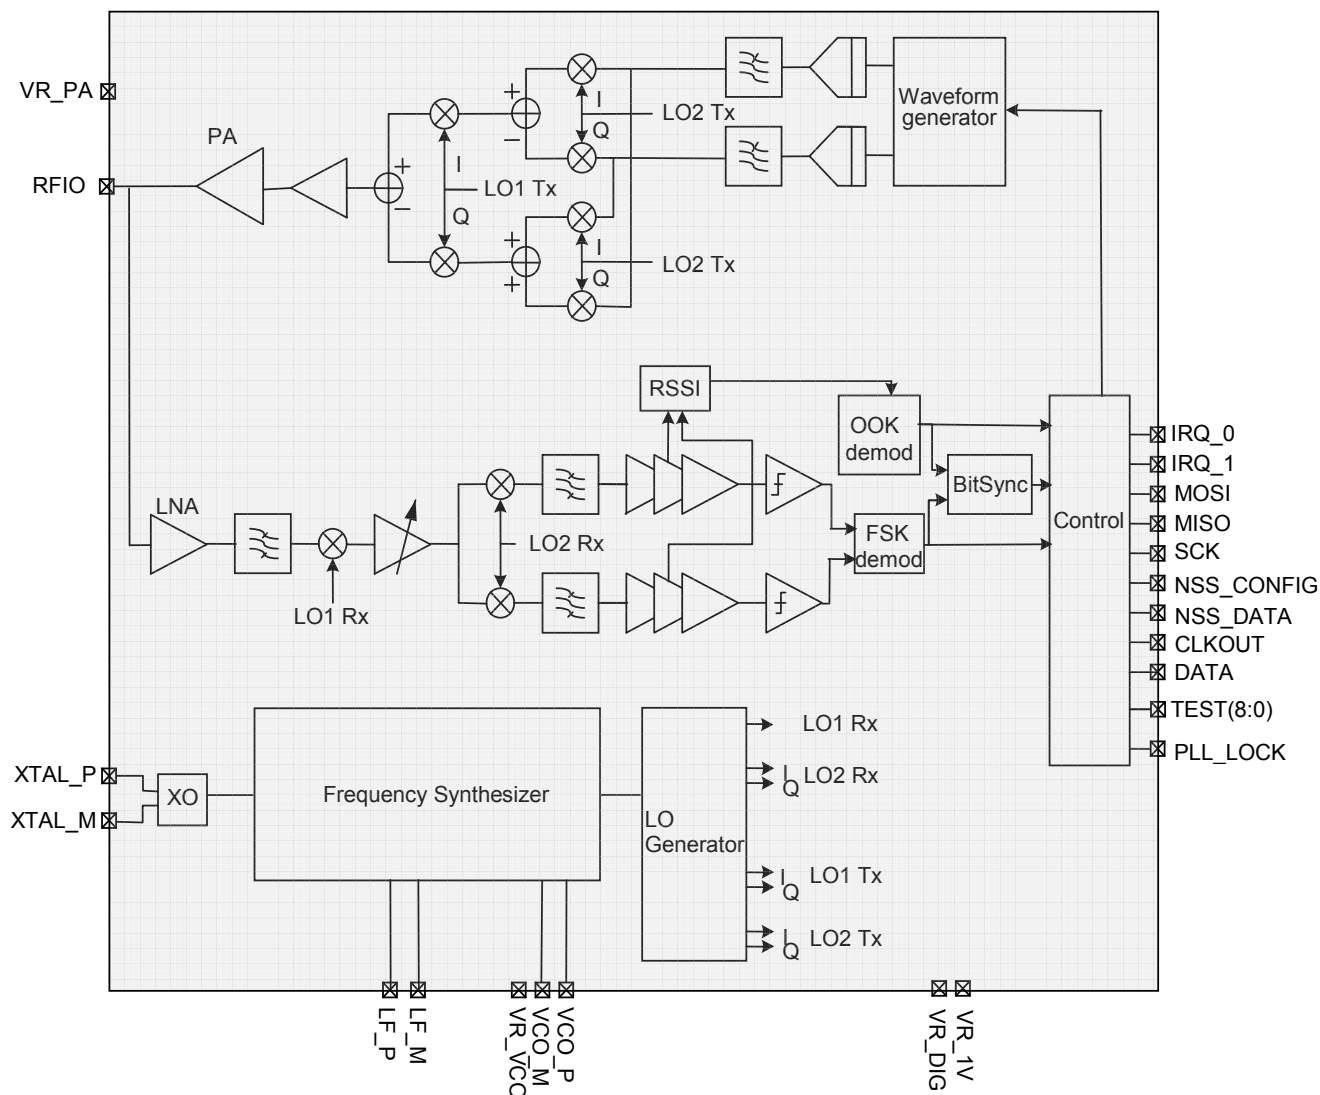 VR_PA
RFIO
PA
+
−
I
LO1 Tx
Q
+
−
I
LO2 Tx
Q
+
+
I
LO2 Tx
Q
Waveform
generator
RSSI
OOK
demod
BitSync
FSK
demod
Control
LNA
LO1 Rx
LO2 Rx
IRQ_0
IRQ_1
MOSI
MISO
SCK
NSS_CONFIG
NSS_DATA
CLKOUT
DATA
TEST(8:0)
PLL_LOCK
XTAL_P
XTAL_M
XO
Frequency Synthesizer
LO
Generator
LO1 Rx
I
LO2 Rx
Q
I
LO1 Tx
Q
I
LO2 Tx
Q
LF_P
LF_M
VR_VCO
VCO_M
VCO_P
VR_DIG
VR_1V